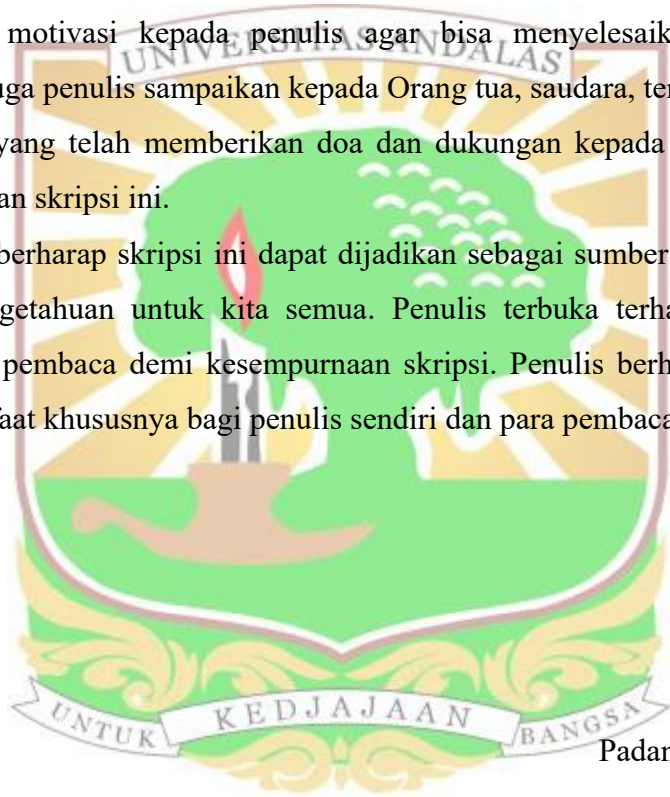 motivasi kepada penulis agar bisa menyelesaik
UNIVERSITAS ANDALAS
uga penulis sampaikan kepada Orang tua, saudara, ter
yang telah memberikan doa dan dukungan kepada
an skripsi ini.
berharap skripsi ini dapat dijadikan sebagai sumber
getahuan untuk kita semua. Penulis terbuka terha
pembaca demi kesempurnaan skripsi. Penulis berh
faat khususnya bagi penulis sendiri dan para pembaca
UNTUK KEDJAJAAN BANGSA
Padan